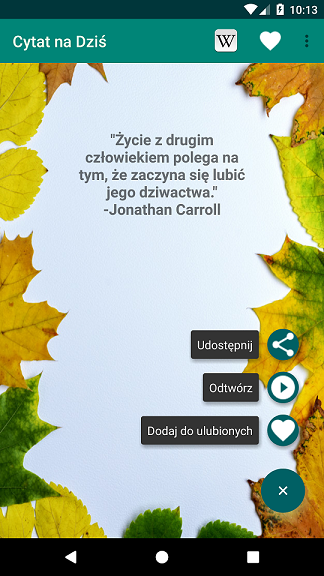 10:13
Cytat na Dziś
W
"Życie z drugim
człowiekiem polega na
tym, że zaczyna się lubić
jego dziwactwa."
-Jonathan Carroll
Udostępnij
Odtwórz
Dodaj do ulubionych